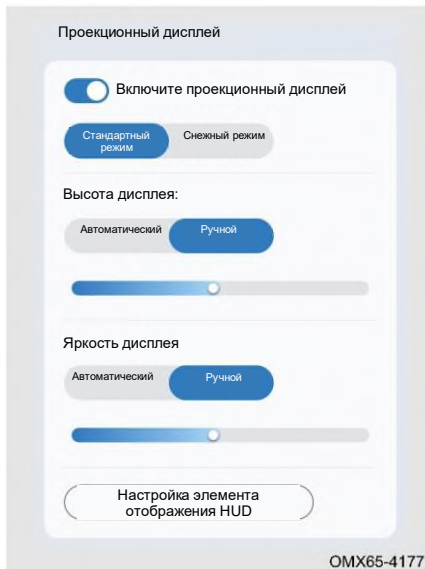 Проекционный дисплей
Включите проекционный дисплей
Стандартный
режим
Снежный режим
Высота дисплея:
Автоматический
Ручной
Яркость дисплея
Автоматический
Ручной
Настройка элемента
отображения HUD
OMX65-4177